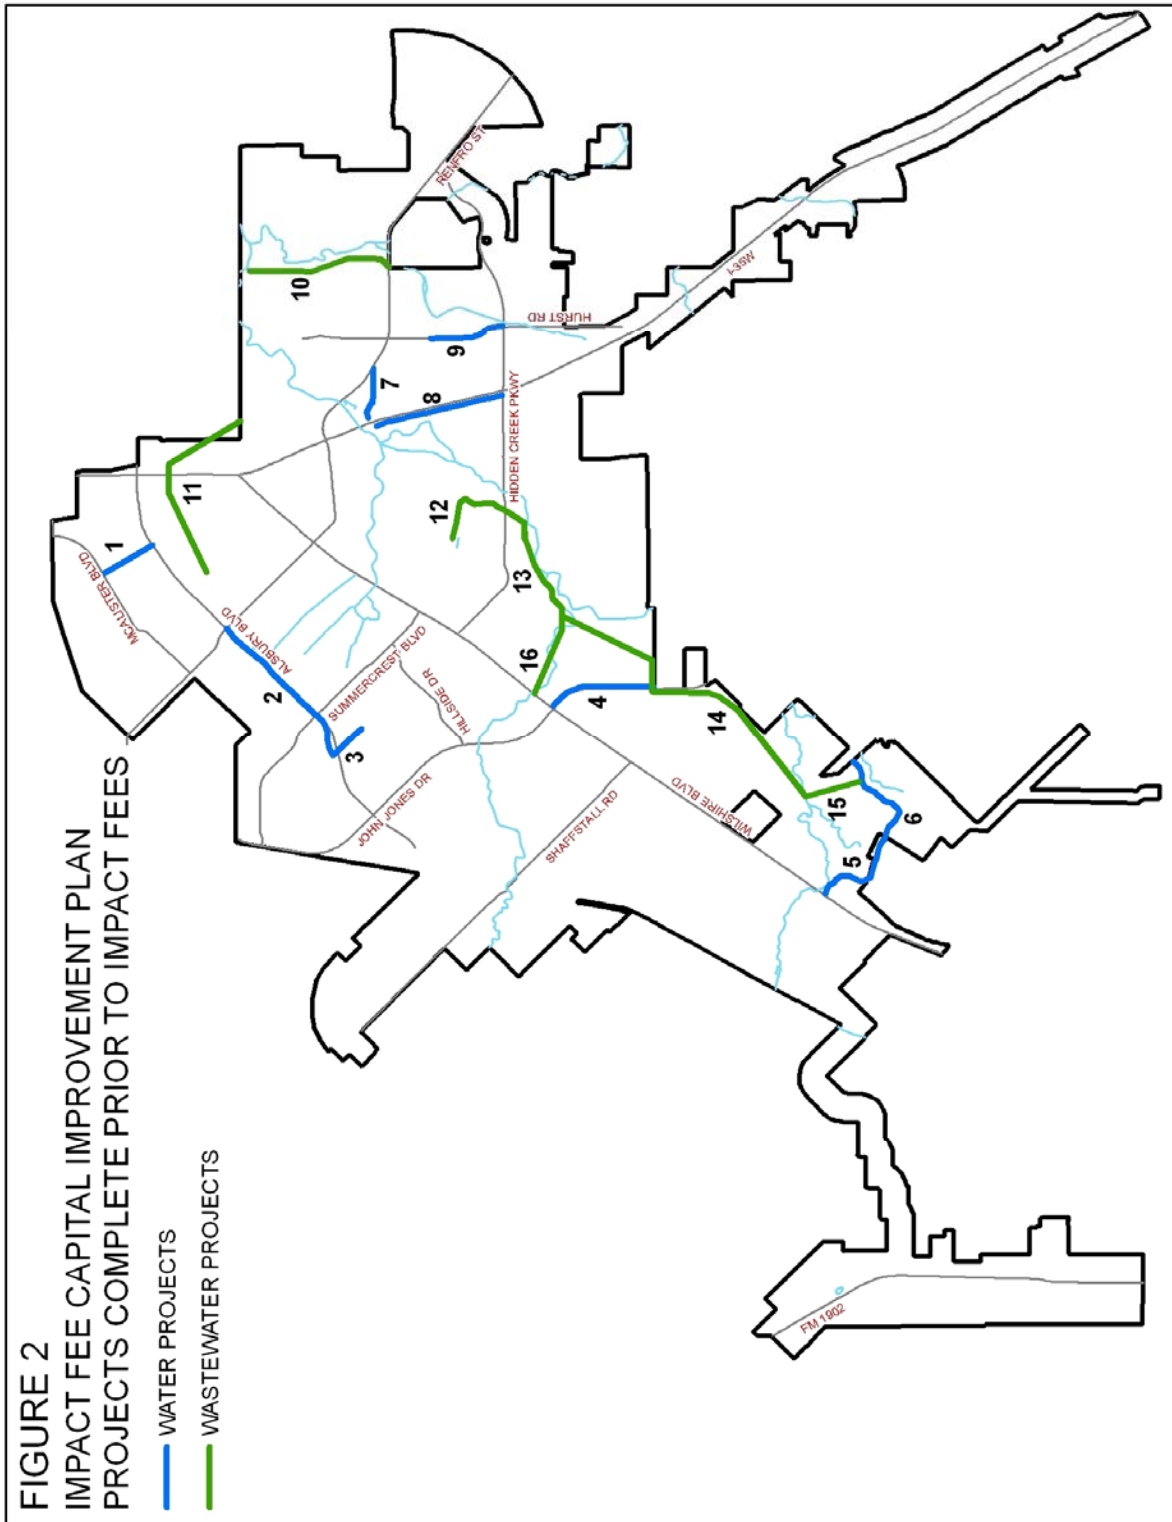 FIGURE 2
IMPACT FEE CAPITAL IMPROVEMENT PLAN
PROJECTS COMPLETE PRIOR TO IMPACT FEES
WATER PROJECTS
WASTEWATER PROJECTS
MCALISTER BLVD
1
11
10
ALSBURY BLVD
2
SUMMERCREST BLVD
3
HILLSIDE DR
JOHN JONES DR
7
8
9
RENFRO ST
HURST RD
HIDDEN CREEK PKWY
12
13
16
4
SHAFFSTALL RD
WILSHIRE BLVD
14
15
5
6
I-35W
FM 1902